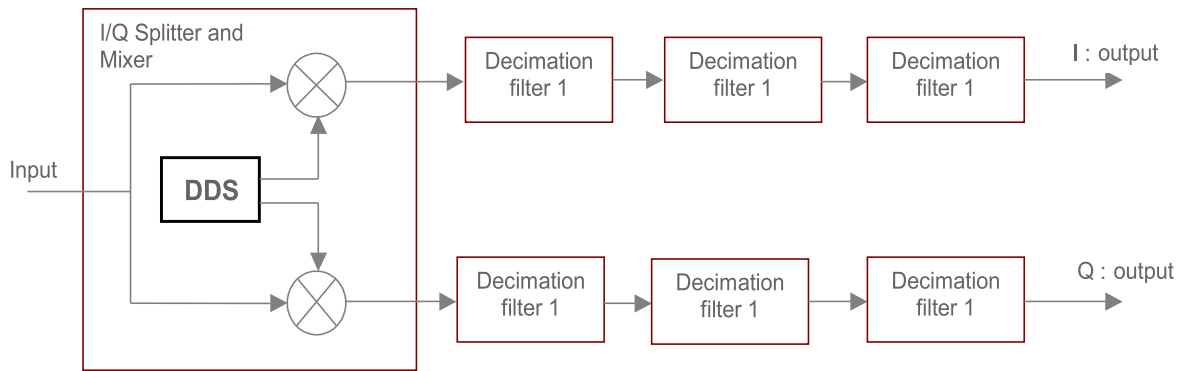 I/Q Splitter and
Mixer
Decimation
filter 1
Decimation
filter 1
Decimation
filter 1
I : output
Input
DDS
Decimation
filter 1
Decimation
filter 1
Decimation
filter 1
Q : output